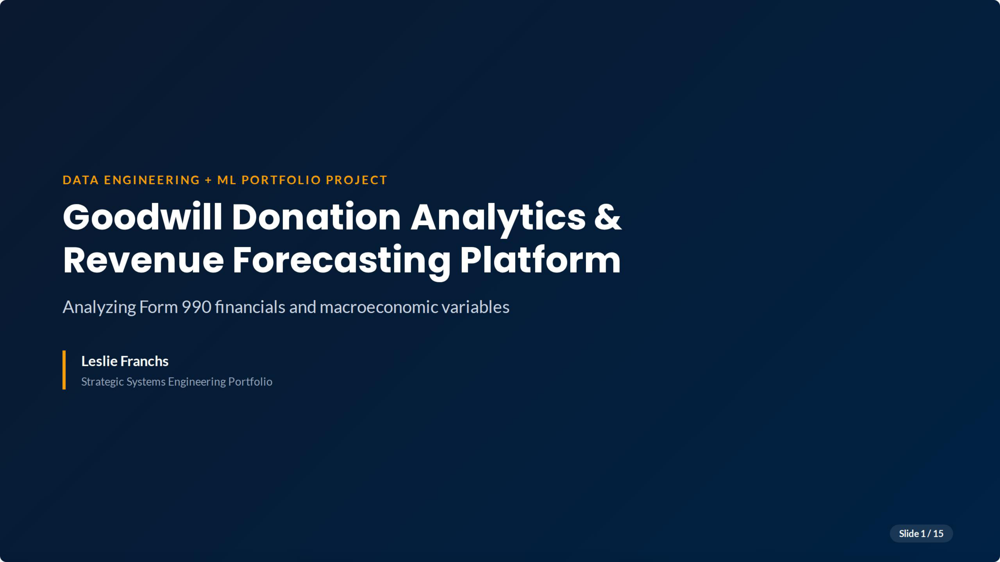 DATA ENGINEERING + ML PORTFOLIO PROJECT
Goodwill Donation Analytics &
Revenue Forecasting Platform
Analyzing Form 990 financials and macroeconomic variables
Leslie Franchs
Strategic Systems Engineering Portfolio
Slide 1 / 15